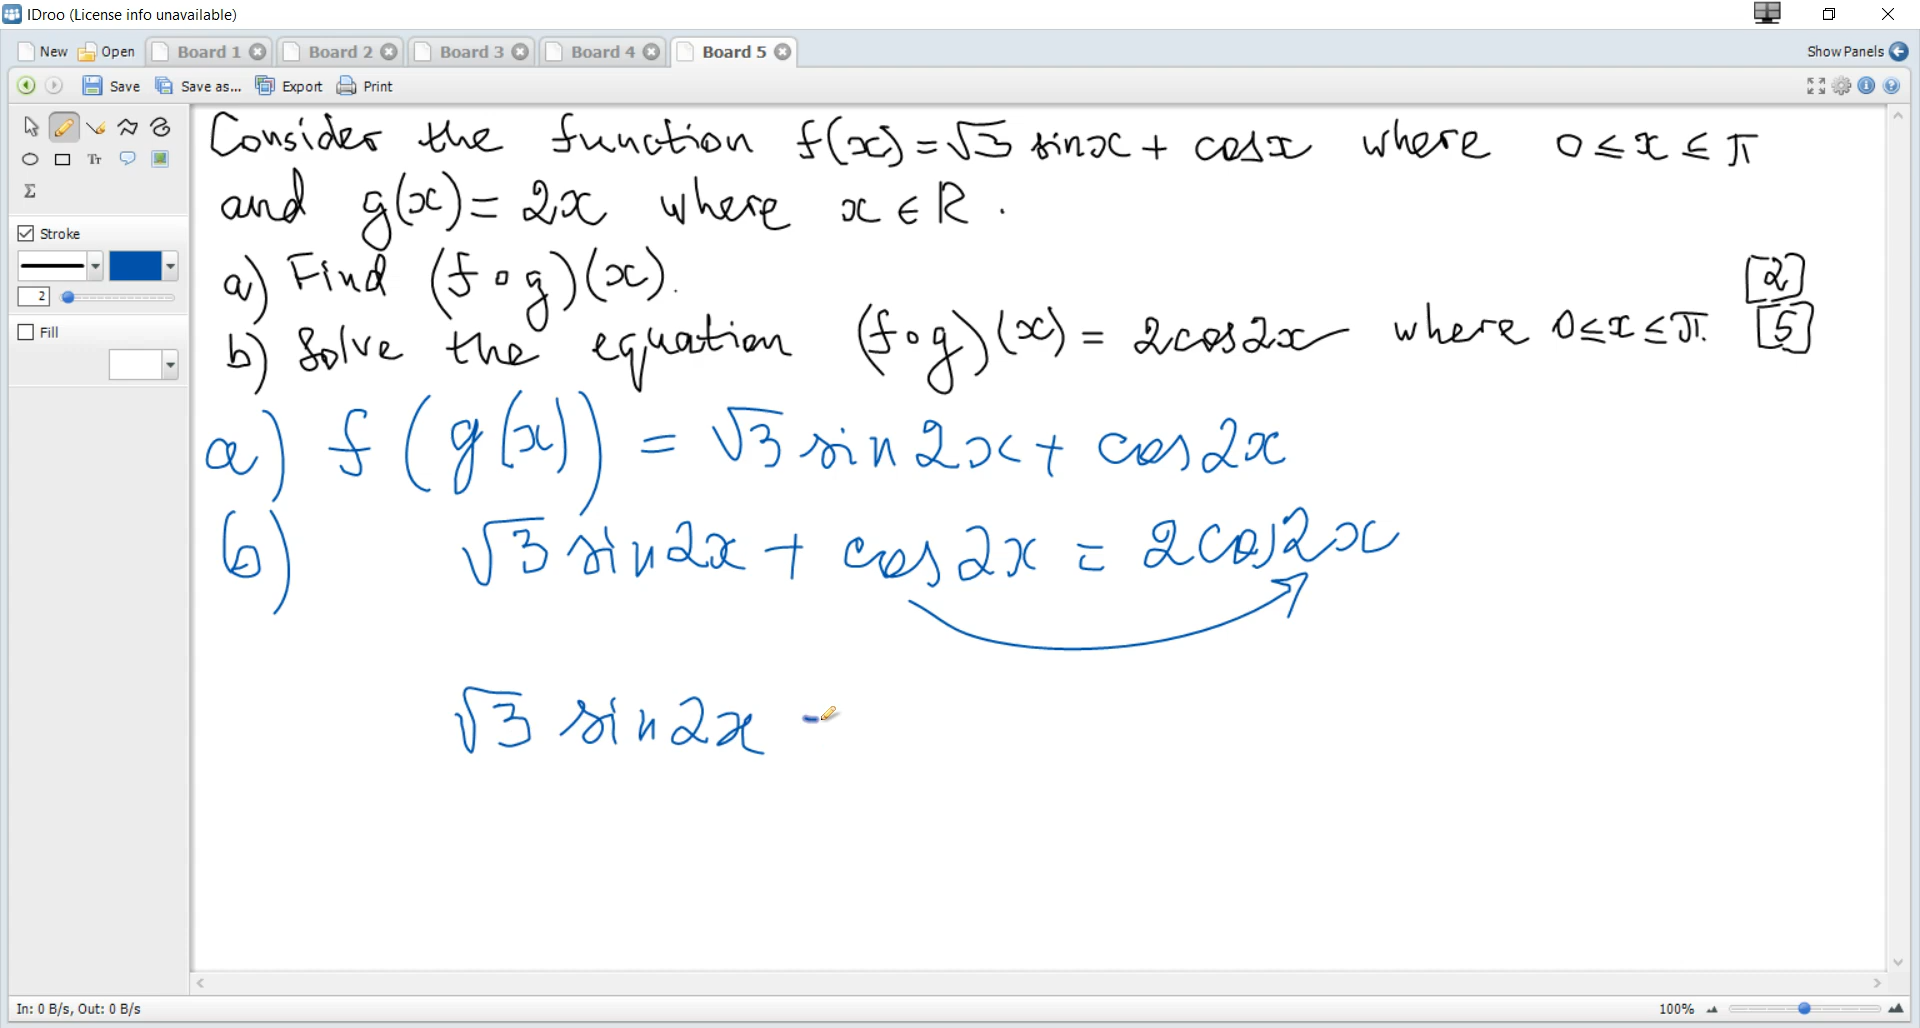 IDroo (License info unavailable)
New Open Board 1 Board 2 Board 3 Board 4 Board 5 Show Panels
Save Save as... Export Print
Consider the function f(x) = √3 sinx + cosx where 0 ≤ x ≤ π
and g(x) = 2x where x ∈ R .
a) Find (f∘g)(x). [2]
b) Solve the equation (f∘g)(x) = 2cos2x where 0≤x≤π. [5]
a) f(g(x)) = √3 sin2x + cos2x
b) √3 sin2x + cos2x = 2cos2x
√3 sin2x -
Tr
Σ
Stroke
2
Fill
In: 0 B/s, Out: 0 B/s 100%